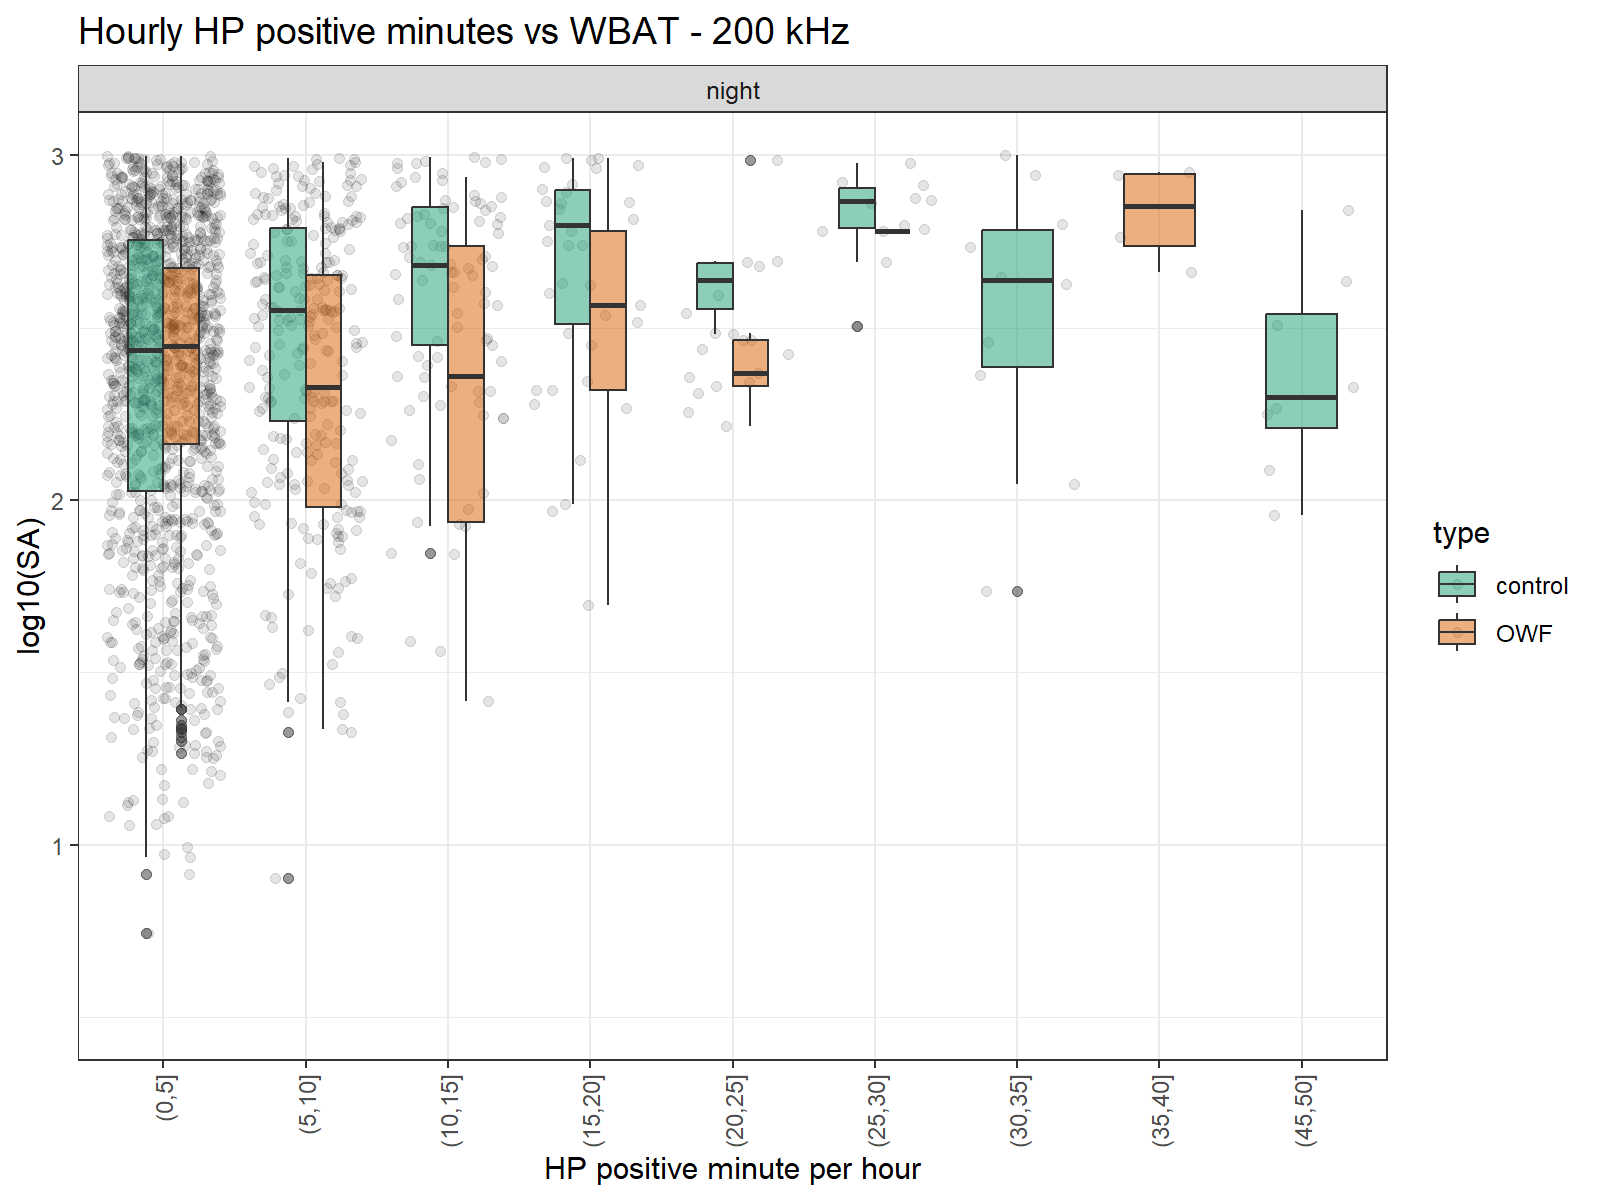 Hourly HP positive minutes vs WBAT - 200 kHz
night
3
2
1
log10(SA)
(0,5]
(5,10]
(10,15]
(15,20]
(20,25]
(25,30]
(30,35]
(35,40]
(45,50]
HP positive minute per hour
type
control
OWF